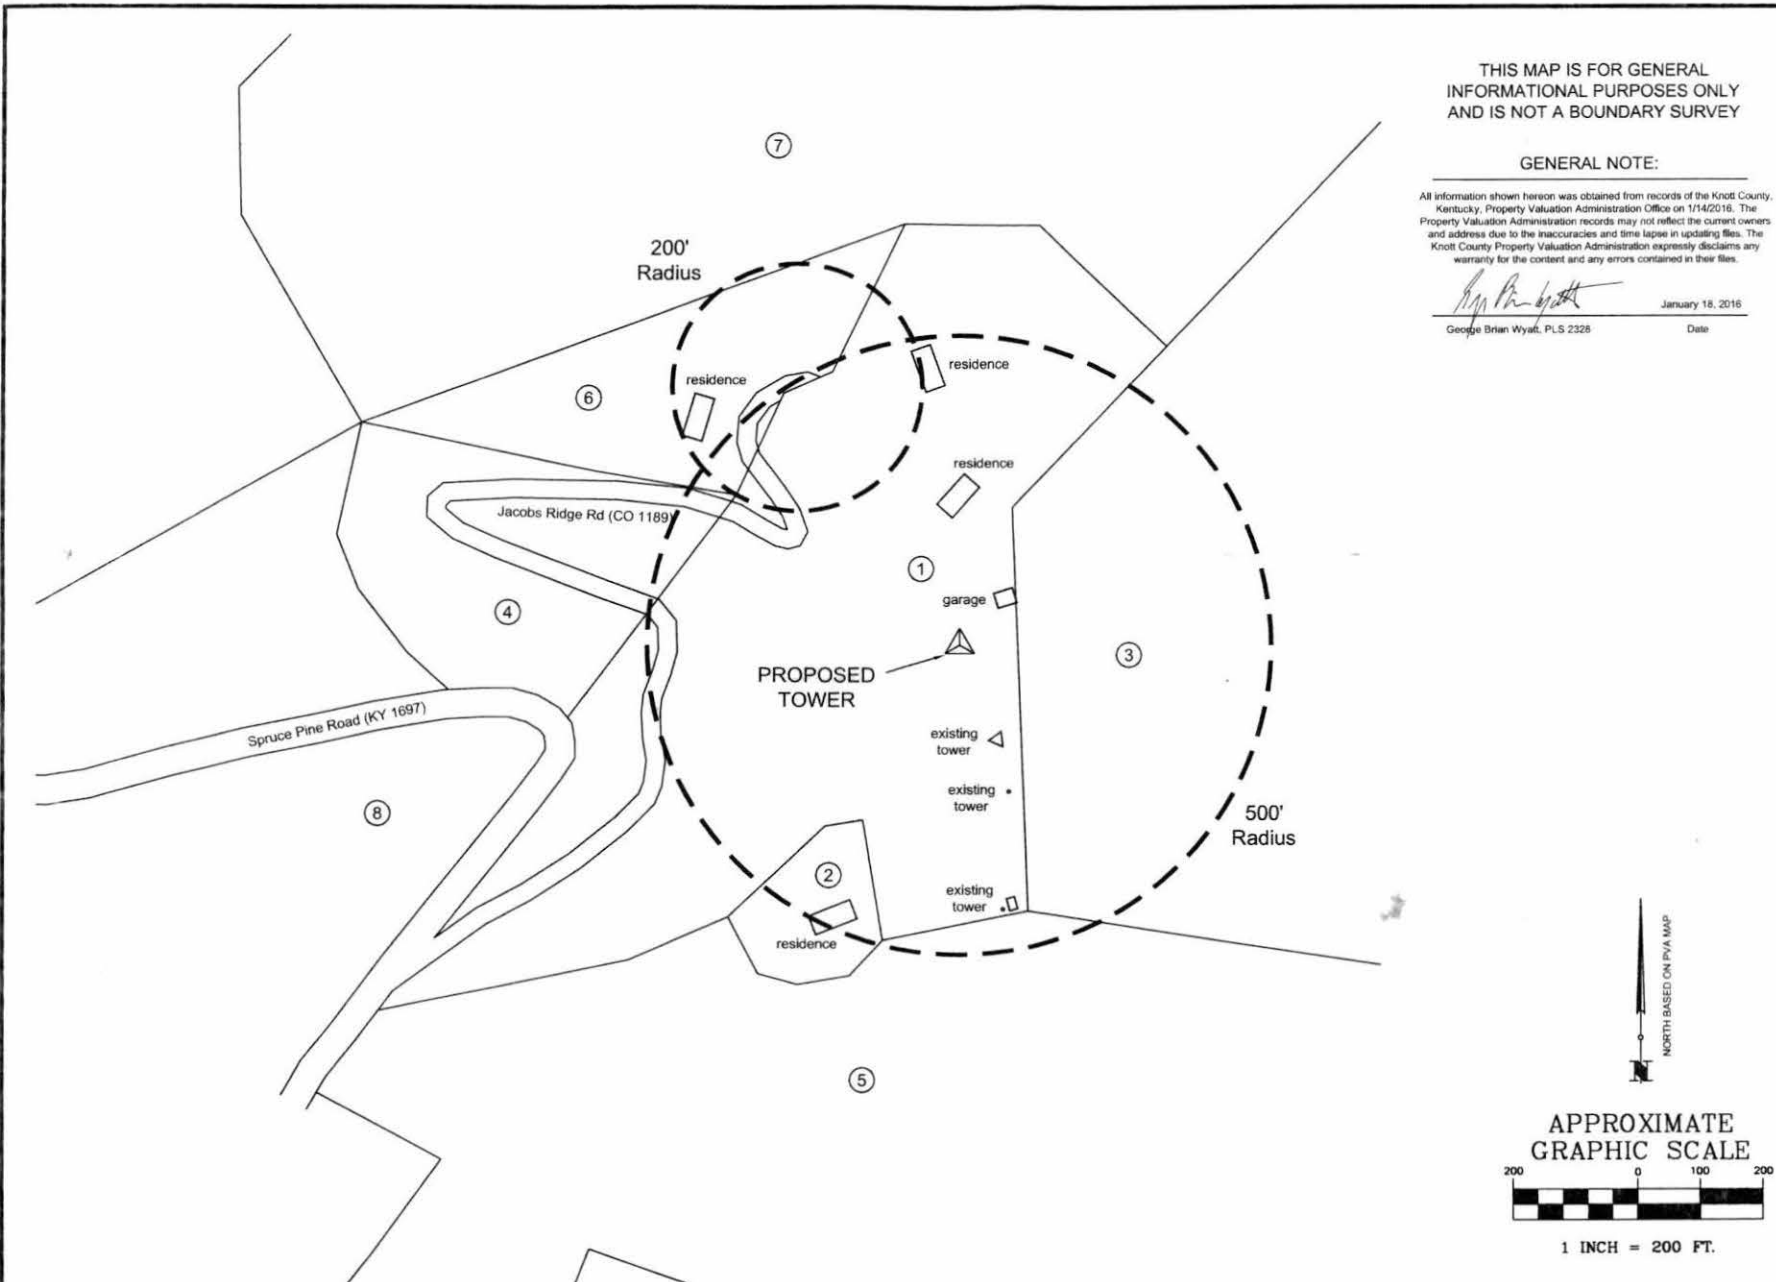 THIS MAP IS FOR GENERAL
INFORMATIONAL PURPOSES ONLY
AND IS NOT A BOUNDARY SURVEY
GENERAL NOTE:
All information shown hereon was obtained from records of the Knott County,
Kentucky, Property Valuation Administration Office on 1/14/2016. The
Property Valuation Administration records may not reflect the current owners
and address due to the inaccuracies and time lapse in updating files. The
Knott County Property Valuation Administration expressly disclaims any
warranty for the content and any errors contained in their files.
January 18, 2016
George Brian Wyatt, PLS 2328
Date
7
200'
Radius
residence
residence
6
residence
Jacobs Ridge Rd (CO 1189)
1
garage
4
3
PROPOSED
TOWER
Spruce Pine Road (KY 1697)
existing
tower
existing
tower
8
500'
Radius
2
existing
tower
residence
5
NORTH BASED ON PVA MAP
N
APPROXIMATE
GRAPHIC SCALE
200 0 100 200
1 INCH = 200 FT.